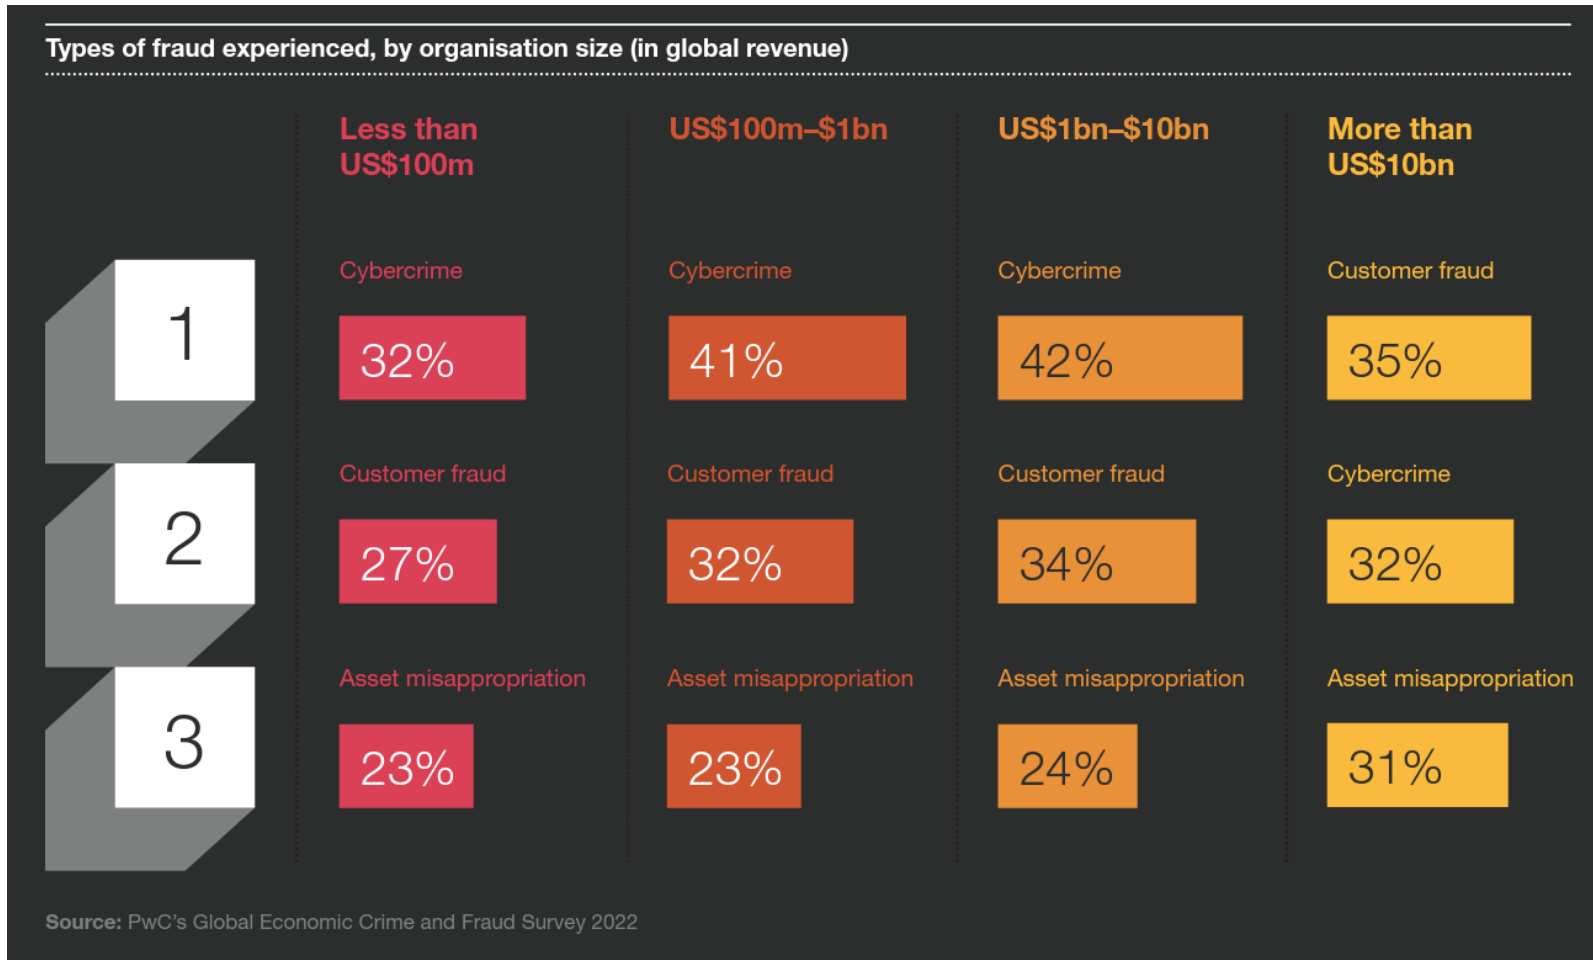 Types of fraud experienced, by organisation size (in global revenue)
Less than
US$100m
US$100m–$1bn
US$1bn–$10bn
More than
US$10bn
1
Cybercrime
32%
Cybercrime
41%
Cybercrime
42%
Customer fraud
35%
2
Customer fraud
27%
Customer fraud
32%
Customer fraud
34%
Cybercrime
32%
3
Asset misappropriation
23%
Asset misappropriation
23%
Asset misappropriation
24%
Asset misappropriation
31%
Source: PwC’s Global Economic Crime and Fraud Survey 2022